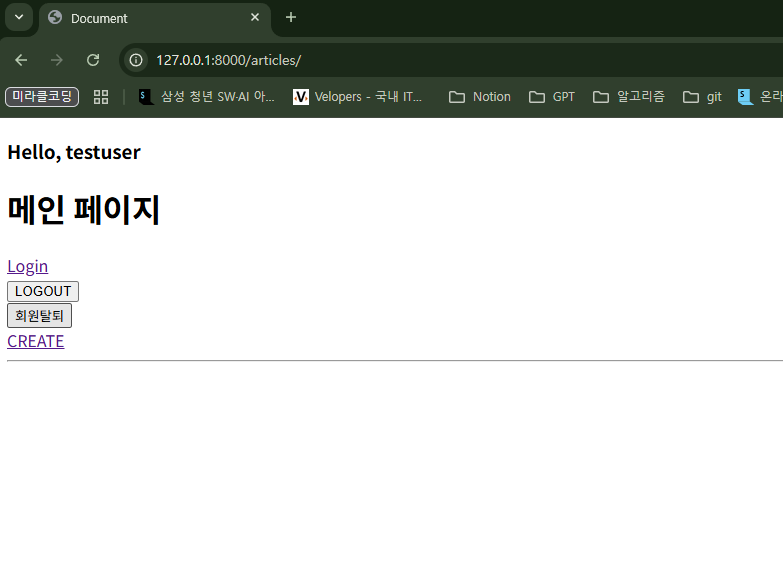 Document
127.0.0.1:8000/articles/
미라클코딩 삼성 청년 SW·AI 아... Velopers - 국내 IT... Notion GPT 알고리즘 git 온라
Hello, testuser
메인 페이지
Login
LOGOUT
회원탈퇴
CREATE